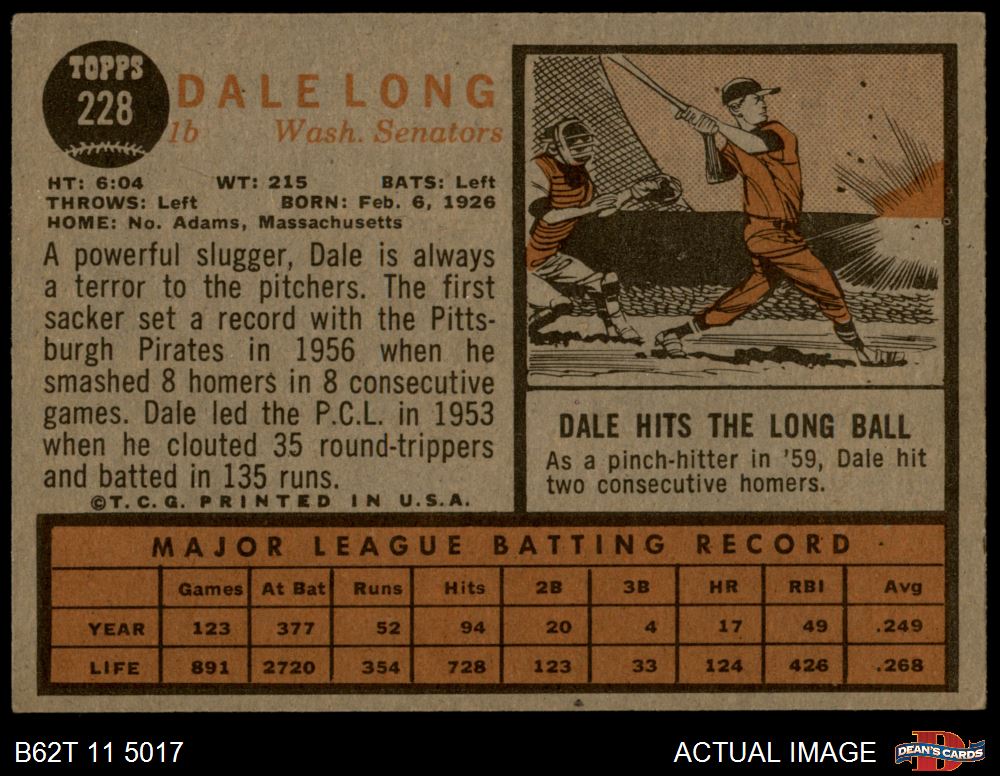 TOPPS
228
DALE LONG
1b Wash. Senators
HT: 6:04 WT: 215 BATS: Left
THROWS: Left BORN: Feb. 6, 1926
HOME: No. Adams, Massachusetts
A powerful slugger, Dale is always
a terror to the pitchers. The first
sacker set a record with the Pitts-
burgh Pirates in 1956 when he
smashed 8 homers in 8 consecutive
games. Dale led the P.C.L. in 1953
when he clouted 35 round-trippers
and batted in 135 runs.
©T.C.G. PRINTED IN U.S.A.
DALE HITS THE LONG BALL
As a pinch-hitter in '59, Dale hit
two consecutive homers.
MAJOR LEAGUE BATTING RECORD
Games At Bat Runs Hits 2B 3B HR RBI Avg
YEAR 123 377 52 94 20 4 17 49 .249
LIFE 891 2720 354 728 123 33 124 426 .268
B62T 11 5017
ACTUAL IMAGE
D
DEAN'S CARDS